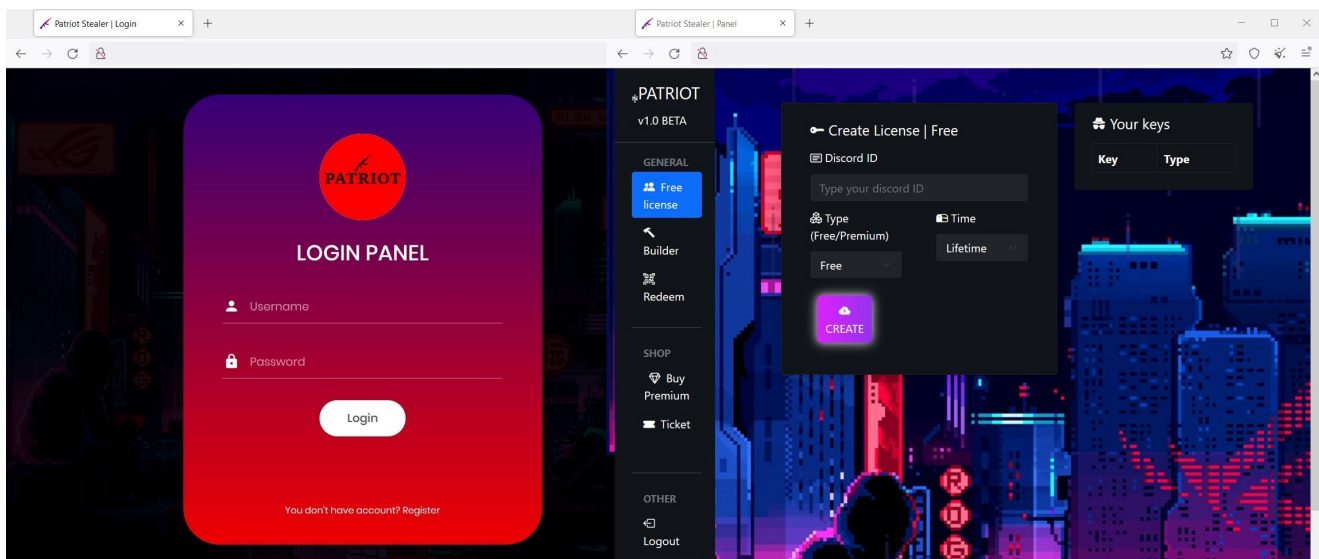 Patriot Stealer | Login
PATRIOT
LOGIN PANEL
Username
Password
Login
You don't have account? Register
Patriot Stealer | Panel
PATRIOT
v1.0 BETA
GENERAL
Free
license
Builder
Redeem
SHOP
Buy
Premium
Ticket
OTHER
Logout
Create License | Free
Discord ID
Type your discord ID
Type
(Free/Premium)
Free
Time
Lifetime
CREATE
Your keys
Key Type
R
O
G